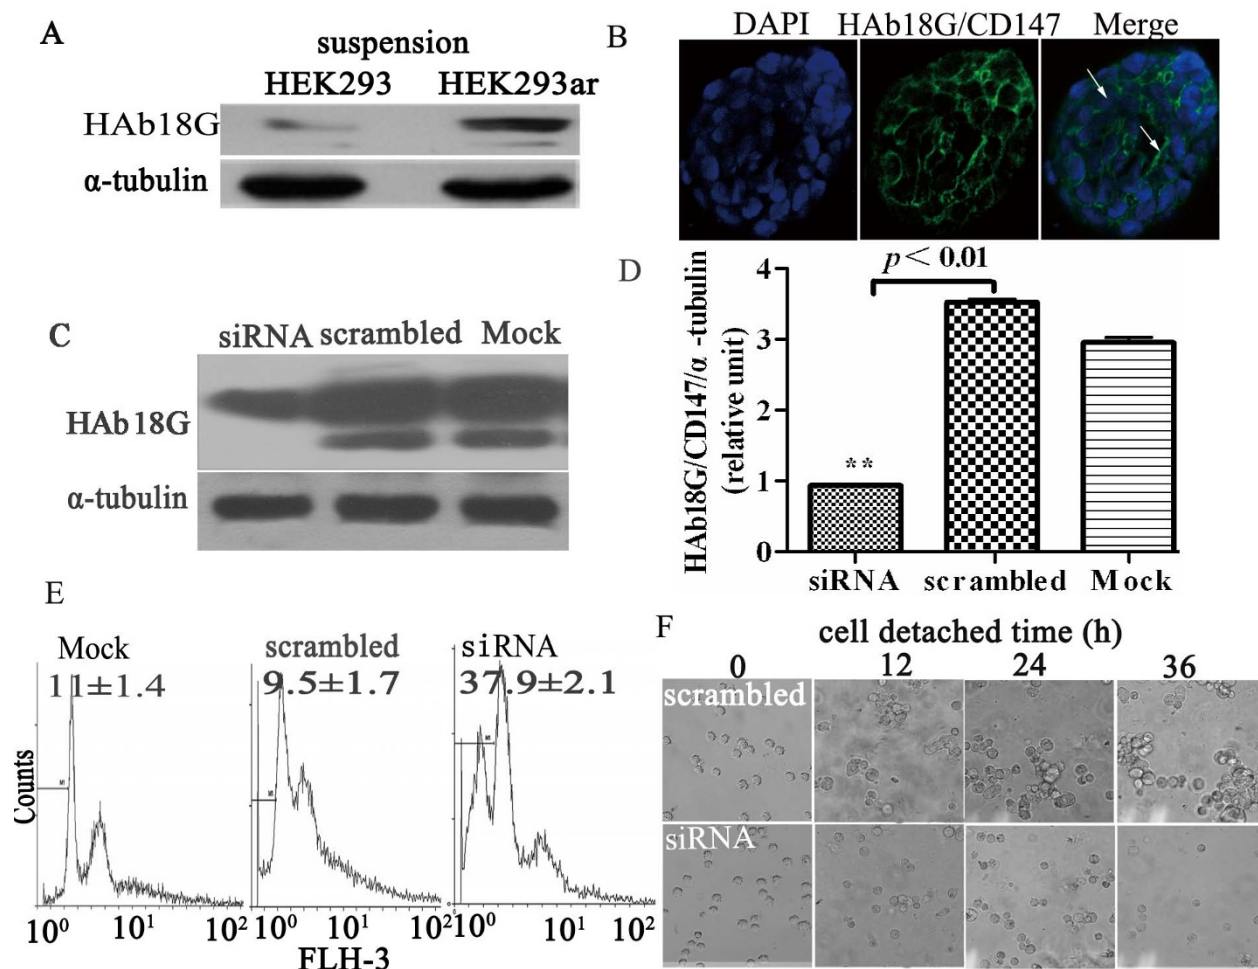 A
suspension
HEK293 HEK293ar
HAb18G
α-tubulin
B
DAPI HAb18G/CD147 Merge
C
siRNA scrambled Mock
HAb18G
α-tubulin
D
HAb18G/CD147/α -tubulin
(relative unit)
4
3
2
1
0
p< 0.01
**
siRNA scrambled Mock
E
Mock
11±1.4
scrambled
9.5±1.7
siRNA
37.9±2.1
Counts
10⁰ 10¹ 10²
10⁰ 10¹ 10²
10⁰ 10¹ 10²
FLH-3
F
cell detached time (h)
0 12 24 36
scrambled
siRNA